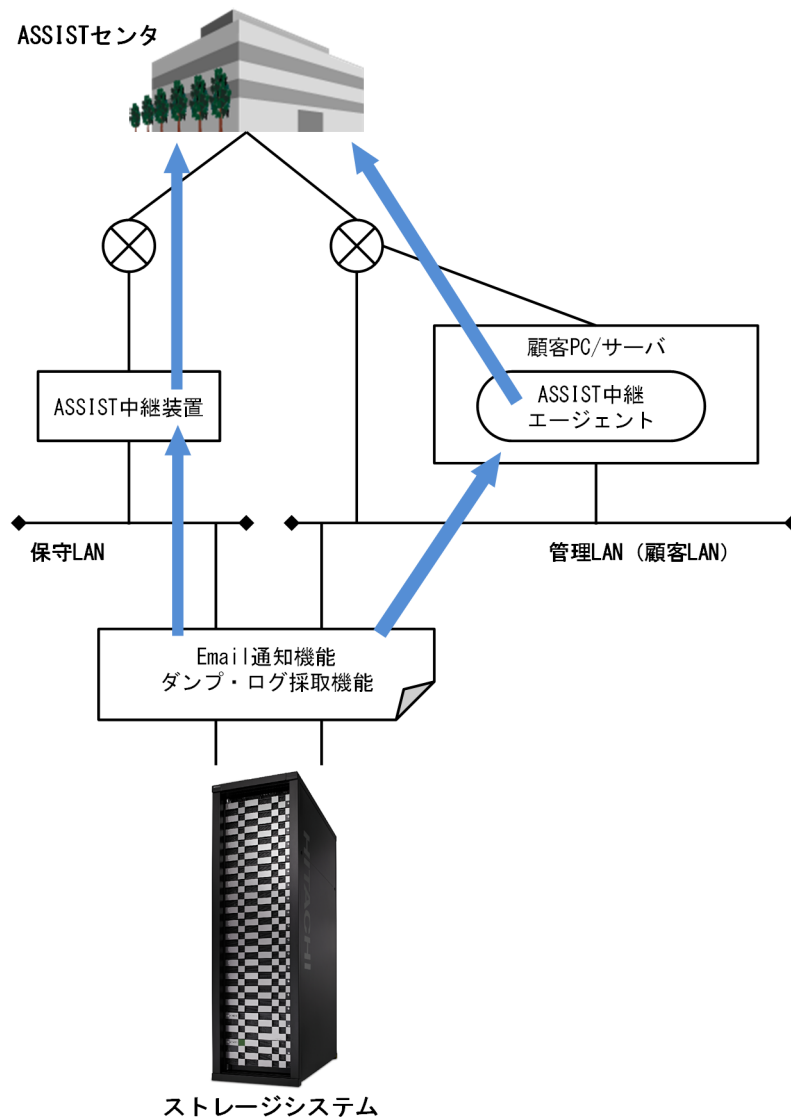 ASSISTセンタ
顧客PC/サーバ
ASSIST中継装置
ASSIST中継
エージェント
保守LAN
管理LAN（顧客LAN）
Email通知機能
ダンプ・ログ採取機能
HITACHI
ストレージシステム